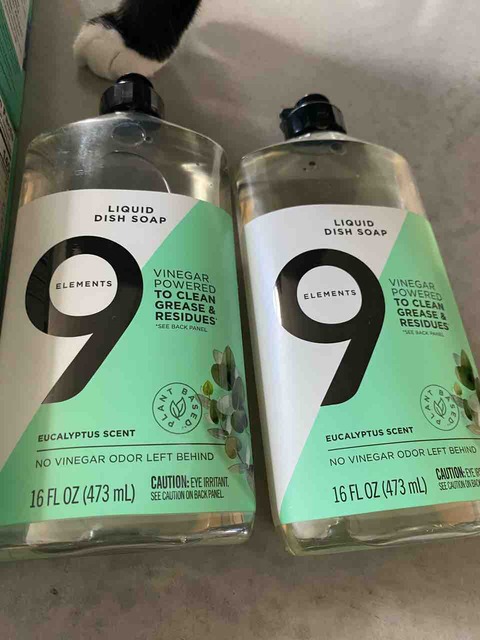 LIQUID
DISH SOAP
9
ELEMENTS
VINEGAR
POWERED
TO CLEAN
GREASE &
RESIDUES*
*SEE BACK PANEL
PLANT BASED*
EUCALYPTUS SCENT
NO VINEGAR ODOR LEFT BEHIND
16 FL OZ (473 mL)
CAUTION: EYE IRRITANT.
SEE CAUTION ON BACK PANEL.
LIQUID
DISH SOAP
9
ELEMENTS
VINEGAR
POWERED
TO CLEAN
GREASE &
RESIDUES*
*SEE BACK PANEL
PLANT BASED*
EUCALYPTUS SCENT
NO VINEGAR ODOR LEFT BEHIND
16 FL OZ (473 mL)
CAUTION: EYE
SEE CAUTION ON BACK